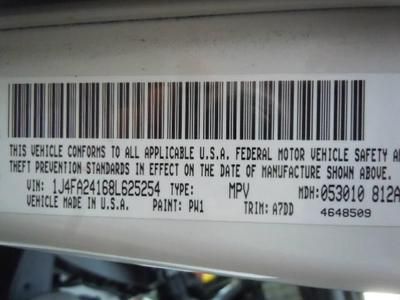 THIS VEHICLE CONFORMS TO ALL APPLICABLE U.S.A. FEDERAL MOTOR VEHICLE SAFETY AN
THEFT PREVENTION STANDARDS IN EFFECT ON THE DATE OF MANUFACTURE SHOWN ABOVE.
VIN: 1J4FA24168L625254 TYPE: MPV MDH: 053010 812A
VEHICLE MADE IN U.S.A. PAINT: PW1 TRIM: A7DD 4648509